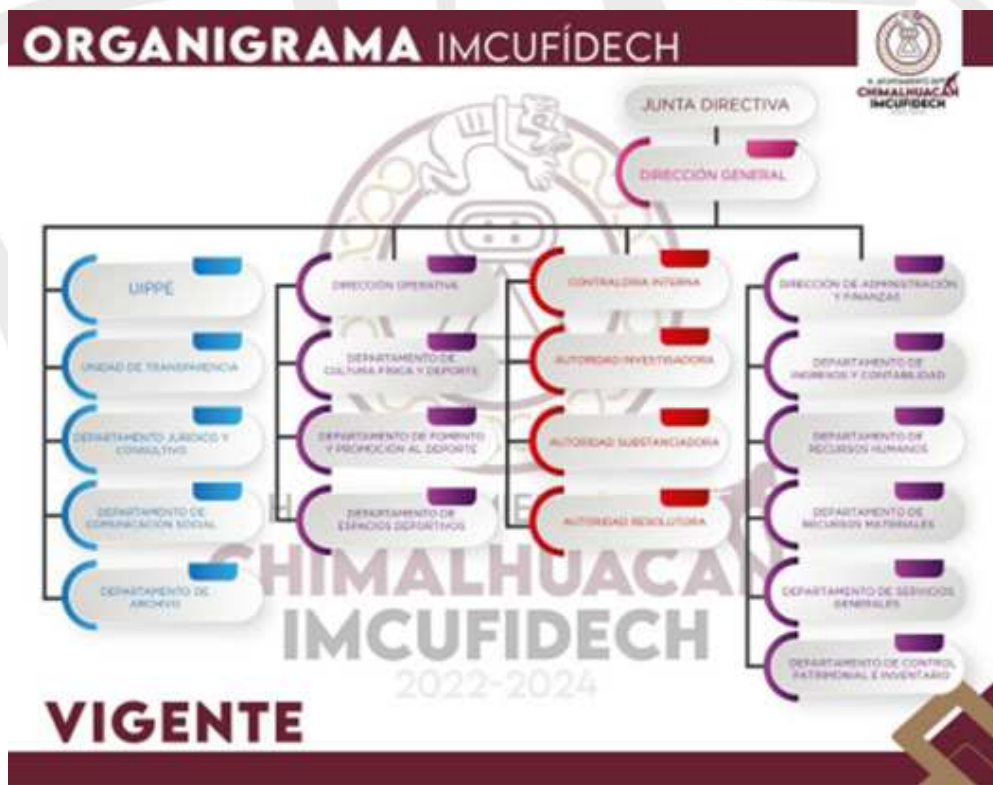 ORGANIGRAMA IMCUFÍDECH
H. AYUNTAMIENTO DE
CHIMALHUACÁN
IMCUFIDECH
JUNTA DIRECTIVA
DIRECCIÓN GENERAL
UIPPE
UNIDAD DE TRANSPARENCIA
DEPARTAMENTO JURÍDICO Y
CONSULTIVO
DEPARTAMENTO DE
COMUNICACIÓN SOCIAL
DEPARTAMENTO DE
ARCHIVO
DIRECCIÓN OPERATIVA
DEPARTAMENTO DE
CULTURA FÍSICA Y DEPORTE
DEPARTAMENTO DE FOMENTO
Y PROMOCIÓN AL DEPORTE
DEPARTAMENTO DE
ESPACIOS DEPORTIVOS
CONTRALORIA INTERNA
AUTORIDAD INVESTIGADORA
AUTORIDAD SUBSTANCIADORA
AUTORIDAD RESOLUTORA
DIRECCIÓN DE ADMINISTRACIÓN
Y FINANZAS
DEPARTAMENTO DE
INGRESOS Y CONTABILIDAD
DEPARTAMENTO DE
RECURSOS HUMANOS
DEPARTAMENTO DE
RECURSOS MATERIALES
DEPARTAMENTO DE SERVICIOS
GENERALES
DEPARTAMENTO DE CONTROL
PATRIMONIAL E INVENTARIO
CHIMALHUACÁN
IMCUFIDECH
2022-2024
VIGENTE